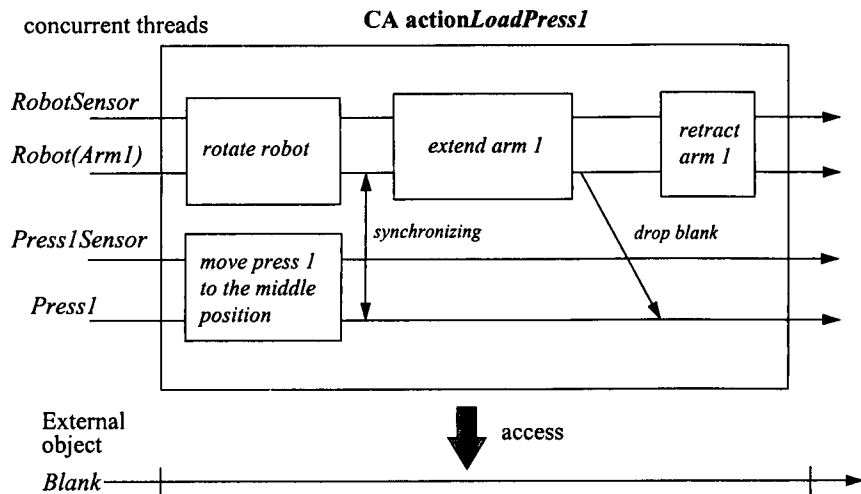 concurrent threads
CA actionLoadPress1
RobotSensor
Robot(Arm1)
rotate robot
extend arm 1
retract
arm 1
Press1Sensor
Press1
move press 1
to the middle
position
synchronizing
drop blank
External
object
access
Blank